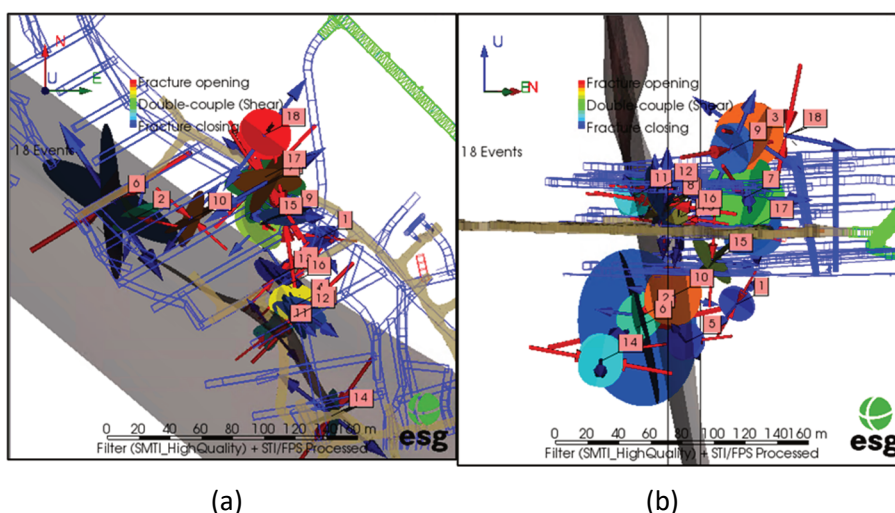 N
E
U
Fracture opening
Double-couple (Shear)
Fracture closing
18 Events
18
17
6
2
10
9
15
1
16
12
11
14
0 20 40 60 80 100 120 140 160 m
Filter (SMTI_HighQuality) + STI/FPS Processed
esg
(a)
U
N
Fracture opening
Double-couple (Shear)
Fracture closing
18 Events
3
18
9
12
11
8
7
16
17
15
10
1
2
6
5
14
0 20 40 60 80 100 120 140 160 m
Filter (SMTI_HighQuality) + STI/FPS Processed
esg
(b)